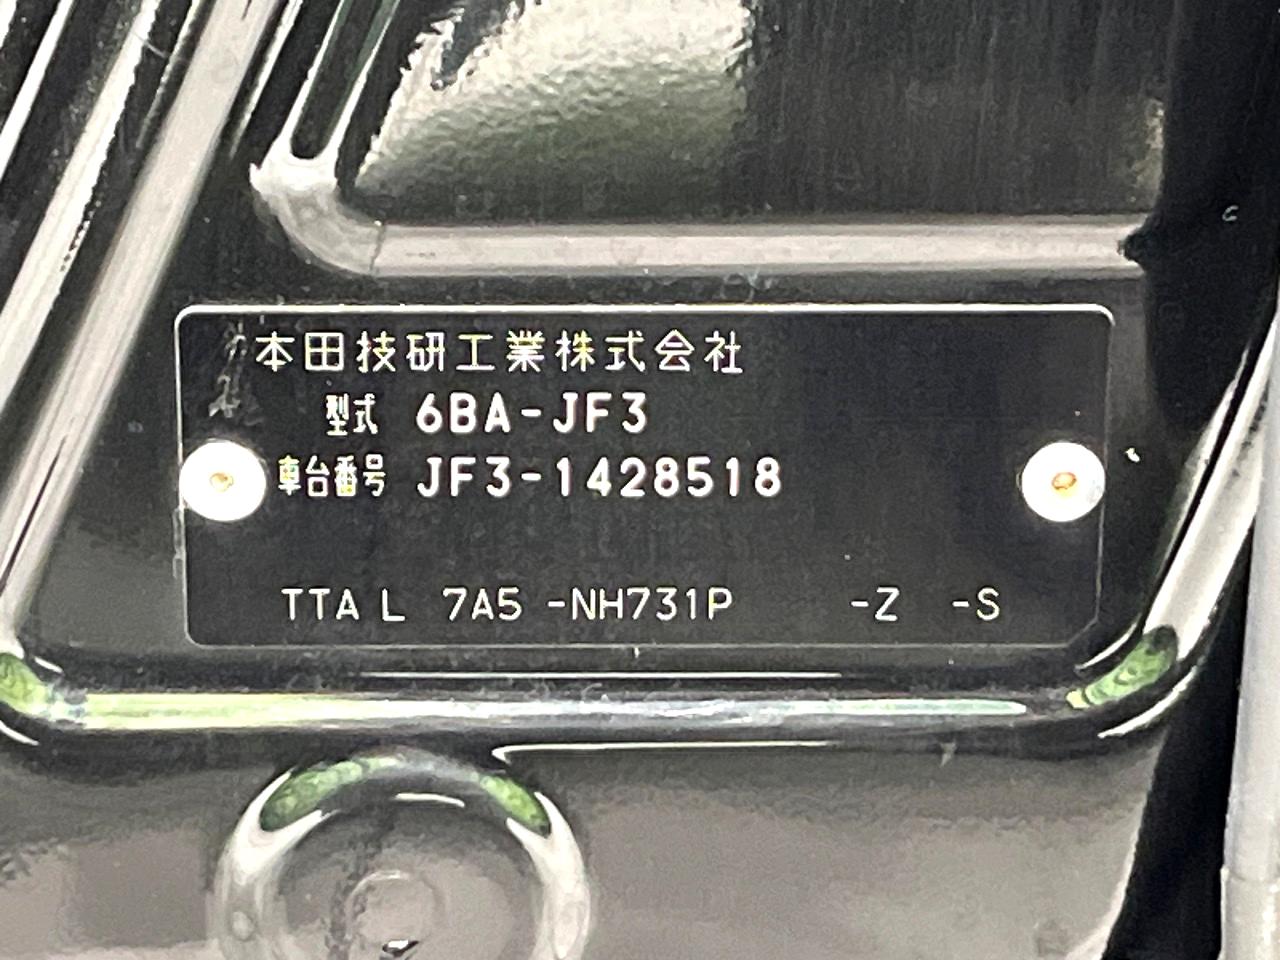 本田技研工業株式会社
型式 6BA-JF3
車台番号 JF3-1428518
TTA L 7A5 -NH731P -Z -S